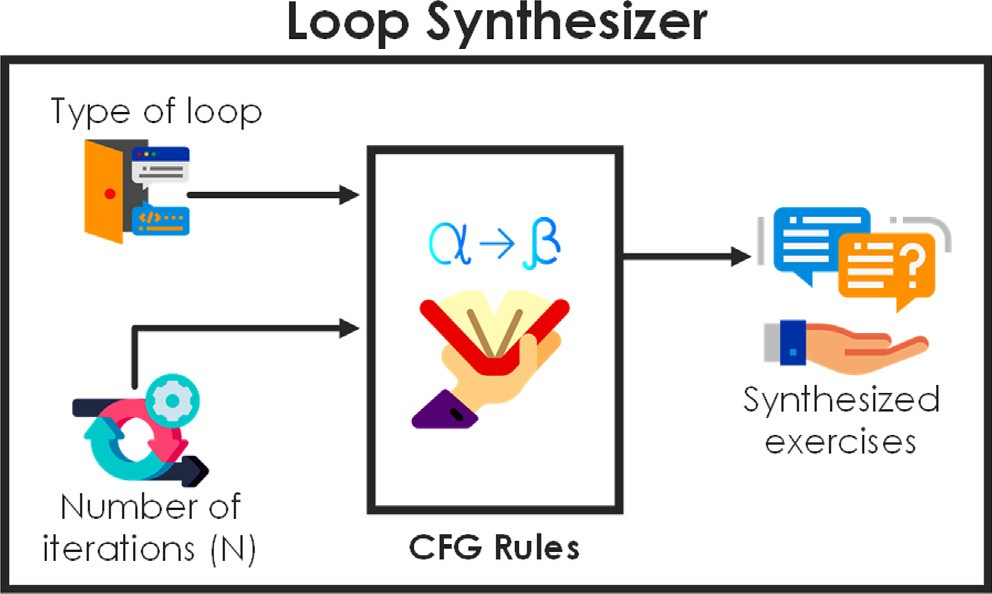 Loop Synthesizer
Type of loop
</>
α→β
?
Synthesized
exercises
Number of
iterations (N)
CFG Rules